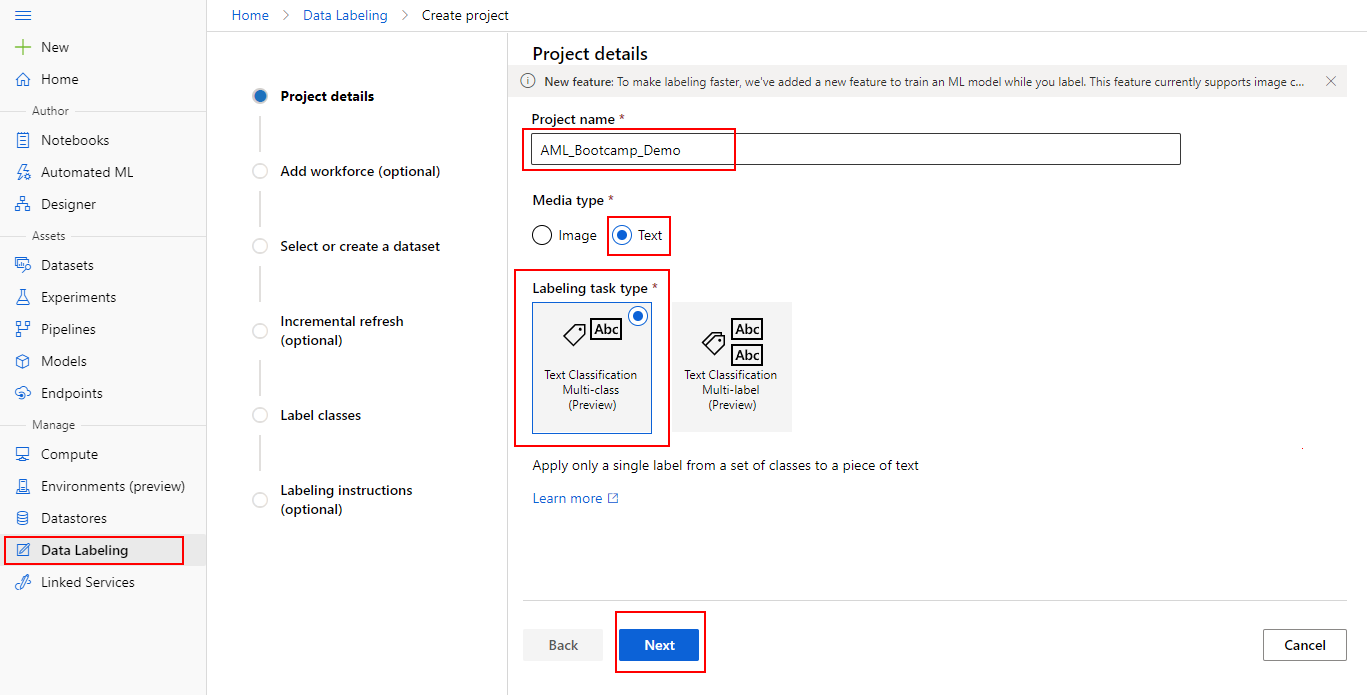 Home > Data Labeling > Create project
New
Home
Author
Notebooks
Automated ML
Designer
Assets
Datasets
Experiments
Pipelines
Models
Endpoints
Manage
Compute
Environments (preview)
Datastores
Data Labeling
Linked Services
Project details
Add workforce (optional)
Select or create a dataset
Incremental refresh
(optional)
Label classes
Labeling instructions
(optional)
Project details
New feature: To make labeling faster, we've added a new feature to train an ML model while you label. This feature currently supports image c...
Project name *
AML_Bootcamp_Demo
Media type *
Image Text
Labeling task type *
Abc
Text Classification
Multi-class
(Preview)
Abc
Abc
Text Classification
Multi-label
(Preview)
Apply only a single label from a set of classes to a piece of text
Learn more
Back Next Cancel